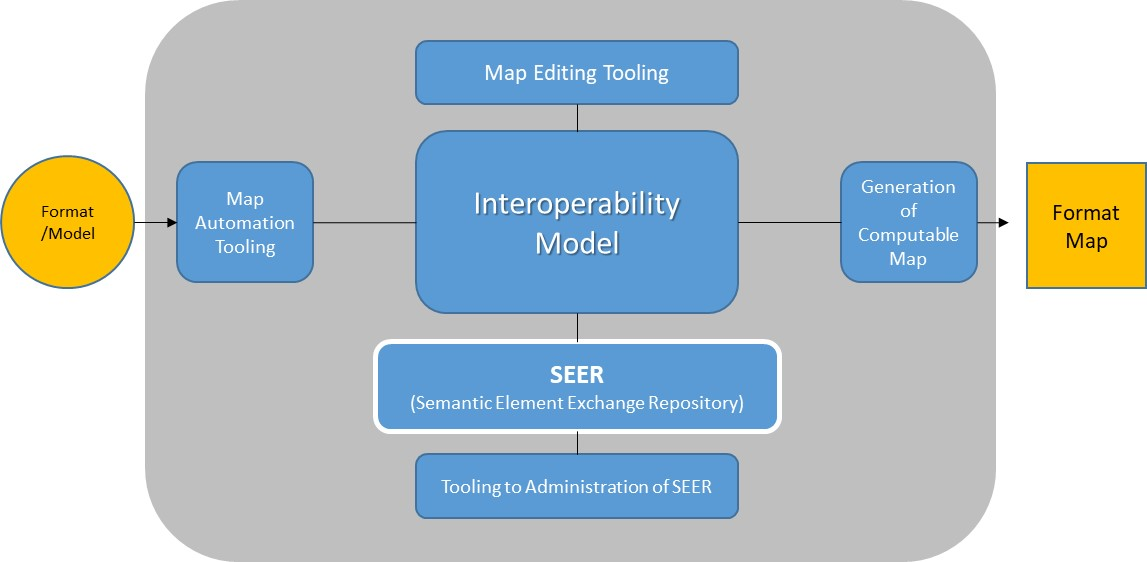 Map Editing Tooling
Format
/Model
Map
Automation
Tooling
Interoperability
Model
Generation
of
Computable
Map
Format
Map
SEER
(Semantic Element Exchange Repository)
Tooling to Administration of SEER